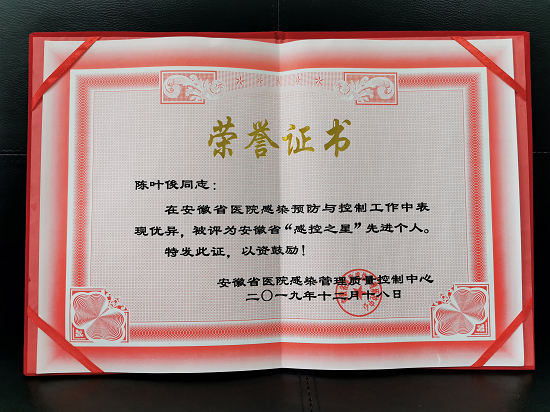 荣誉证书
陈叶俊同志：
在安徽省医院感染预防与控制工作中表
现优异，被评为安徽省“感控之星”先进个人。
特发此证，以资鼓励！
安徽省医院感染管理质量控制中心
二〇一九年十二月十八日